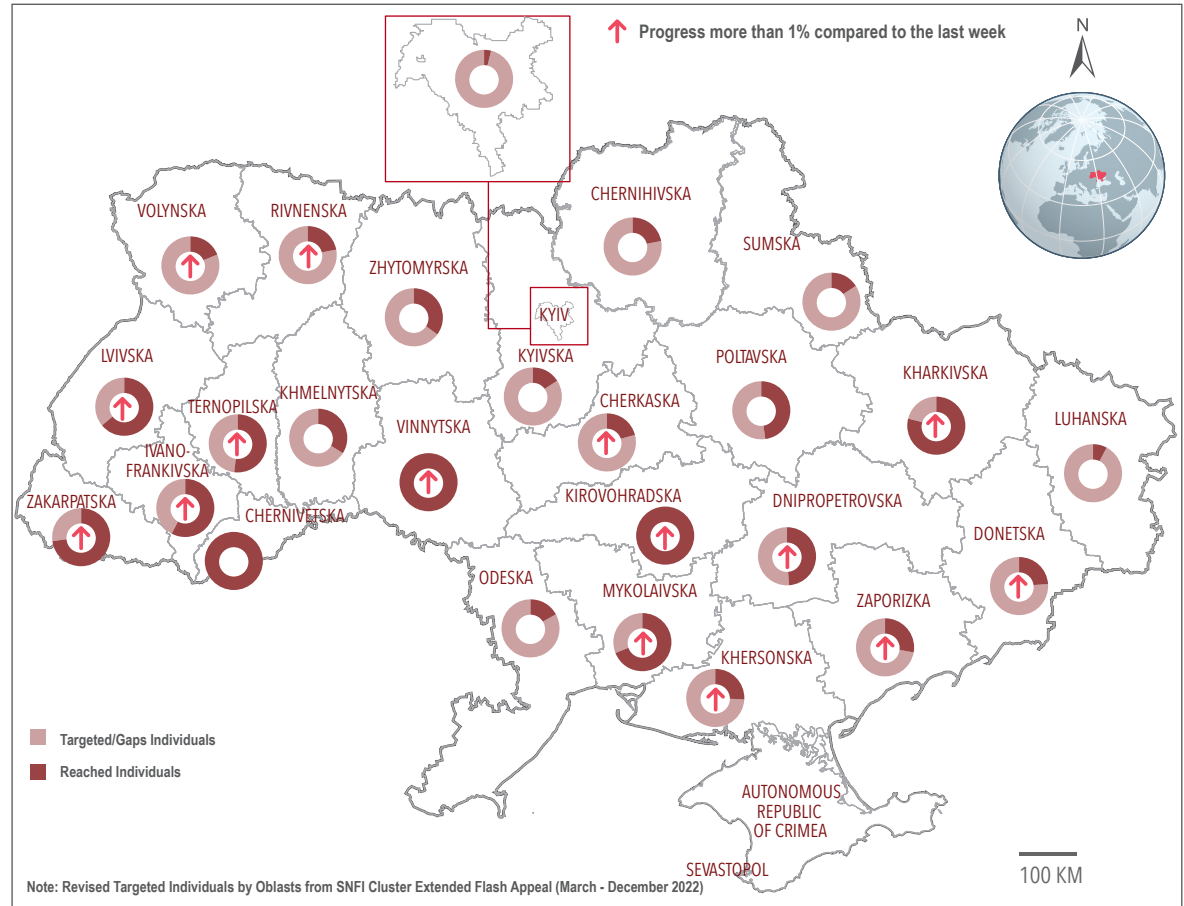 Progress more than 1% compared to the last week
N
CHERNIHIVSKA
VOLYNSKA
RIVNENSKA
SUMSKA
ZHYTOMYRSKA
KYIV
LVIVSKA
KYIVSKA
POLTAVSKA
KHARKIVSKA
KHMELNYTSKA
TERNOPILSKA
CHERKASKA
VINNYTSKA
LUHANSKA
IVANO-
FRANKIVSKA
ZAKARPATSKA
CHERNIVETSKA
KIROVOHRADSKA
DNIPROPETROVSKA
DONETSKA
ODESKA
MYKOLAIVSKA
ZAPORIZKA
KHERSONSKA
Targeted/Gaps Individuals
Reached Individuals
AUTONOMOUS
REPUBLIC
OF CRIMEA
SEVASTOPOL
100 KM
Note: Revised Targeted Individuals by Oblasts from SNFI Cluster Extended Flash Appeal (March - December 2022)